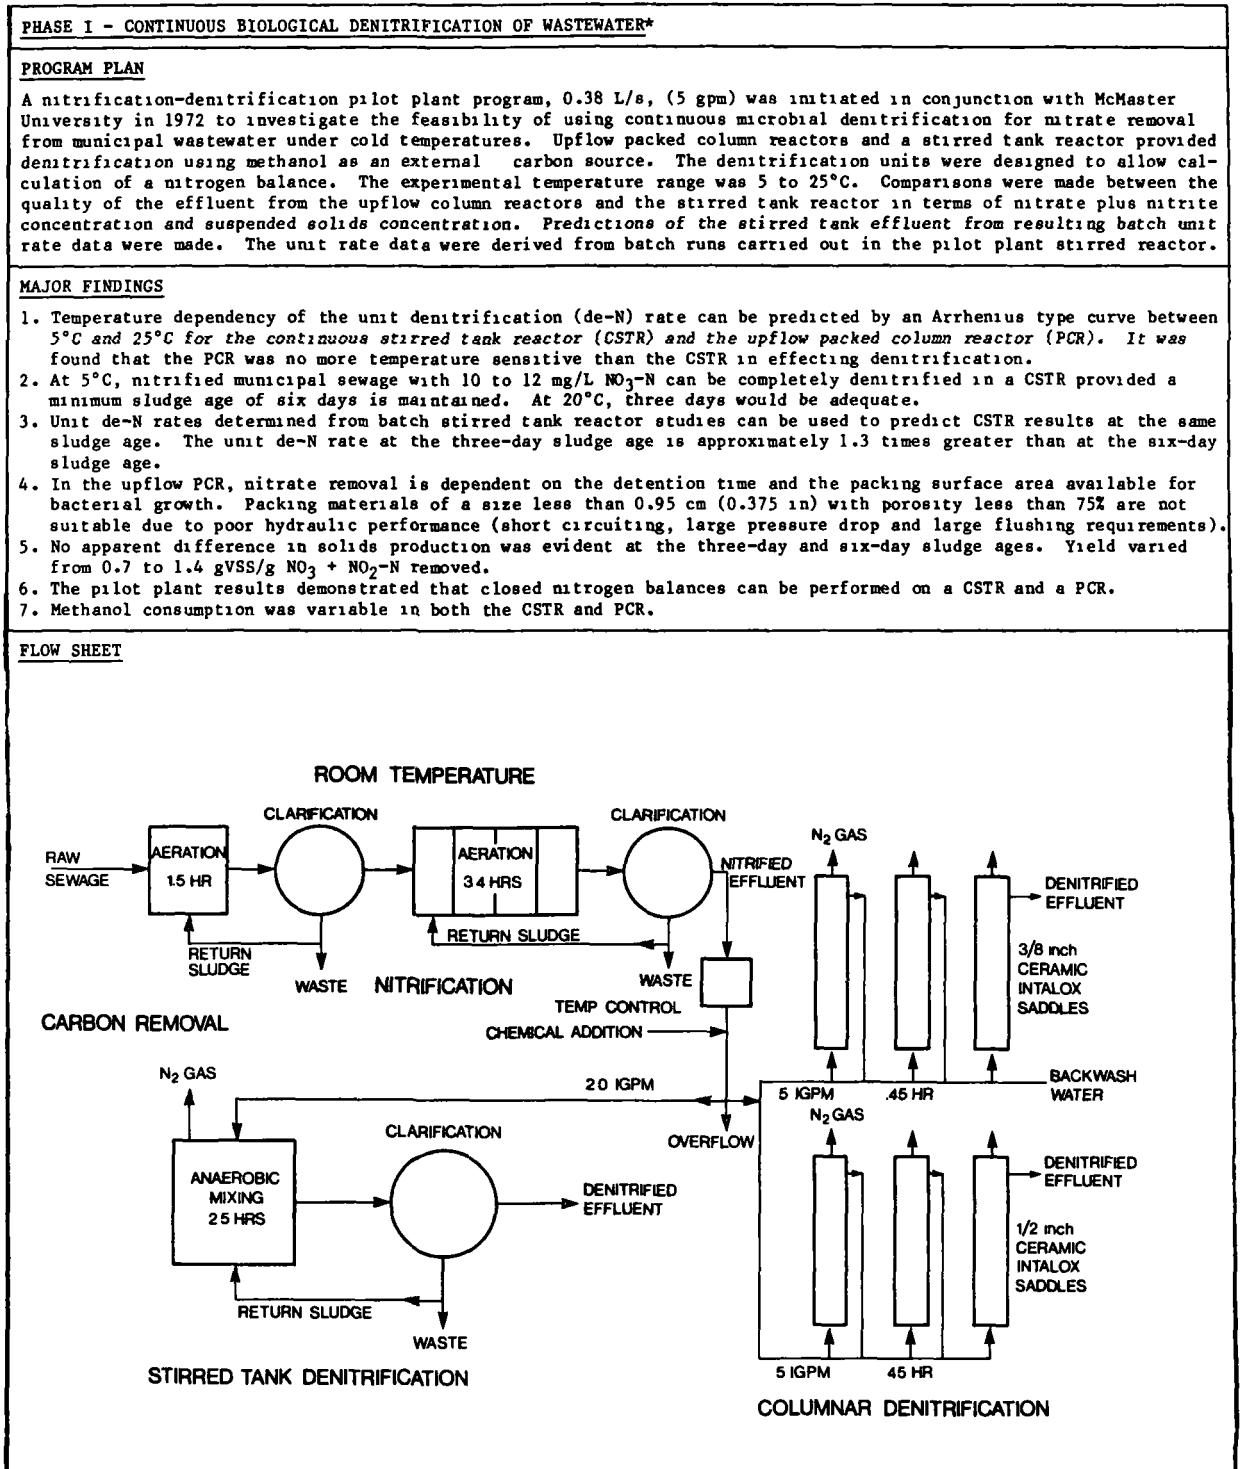 PHASE I - CONTINUOUS BIOLOGICAL DENITRIFICATION OF WASTEWATER*
PROGRAM PLAN
A nitrification-denitrification pilot plant program, 0.38 L/s, (5 gpm) was initiated in conjunction with McMaster
University in 1972 to investigate the feasibility of using continuous microbial denitrification for nitrate removal
from municipal wastewater under cold temperatures. Upflow packed column reactors and a stirred tank reactor provided
denitrification using methanol as an external carbon source. The denitrification units were designed to allow cal-
culation of a nitrogen balance. The experimental temperature range was 5 to 25°C. Comparisons were made between the
quality of the effluent from the upflow column reactors and the stirred tank reactor in terms of nitrate plus nitrite
concentration and suspended solids concentration. Predictions of the stirred tank effluent from resulting batch unit
rate data were made. The unit rate data were derived from batch runs carried out in the pilot plant stirred reactor.
MAJOR FINDINGS
1. Temperature dependency of the unit denitrification (de-N) rate can be predicted by an Arrhenius type curve between
5°C and 25°C for the continuous stirred tank reactor (CSTR) and the upflow packed column reactor (PCR). It was
found that the PCR was no more temperature sensitive than the CSTR in effecting denitrification.
2. At 5°C, nitrified municipal sewage with 10 to 12 mg/L NO3-N can be completely denitrified in a CSTR provided a
minimum sludge age of six days is maintained. At 20°C, three days would be adequate.
3. Unit de-N rates determined from batch stirred tank reactor studies can be used to predict CSTR results at the same
sludge age. The unit de-N rate at the three-day sludge age is approximately 1.3 times greater than at the six-day
sludge age.
4. In the upflow PCR, nitrate removal is dependent on the detention time and the packing surface area available for
bacterial growth. Packing materials of a size less than 0.95 cm (0.375 in) with porosity less than 75% are not
suitable due to poor hydraulic performance (short circuiting, large pressure drop and large flushing requirements).
5. No apparent difference in solids production was evident at the three-day and six-day sludge ages. Yield varied
from 0.7 to 1.4 gVSS/g NO3 + NO2-N removed.
6. The pilot plant results demonstrated that closed nitrogen balances can be performed on a CSTR and a PCR.
7. Methanol consumption was variable in both the CSTR and PCR.
FLOW SHEET
ROOM TEMPERATURE
CLARIFICATION
CLARIFICATION
RAW
SEWAGE
AERATION
1.5 HR
AERATION
3 4 HRS
NITRIFIED
EFFLUENT
RETURN
SLUDGE
WASTE
RETURN SLUDGE
WASTE
NITRIFICATION
TEMP CONTROL
CARBON REMOVAL
CHEMICAL ADDITION
N2 GAS
DENITRIFIED
EFFLUENT
3/8 inch
CERAMIC
INTALOX
SADDLES
BACKWASH
WATER
5 IGPM
.45 HR
N2 GAS
2 0 IGPM
CLARIFICATION
OVERFLOW
N2 GAS
ANAEROBIC
MIXING
2 5 HRS
DENITRIFIED
EFFLUENT
RETURN SLUDGE
WASTE
STIRRED TANK DENITRIFICATION
DENITRIFIED
EFFLUENT
1/2 inch
CERAMIC
INTALOX
SADDLES
5 IGPM
45 HR
COLUMNAR DENITRIFICATION